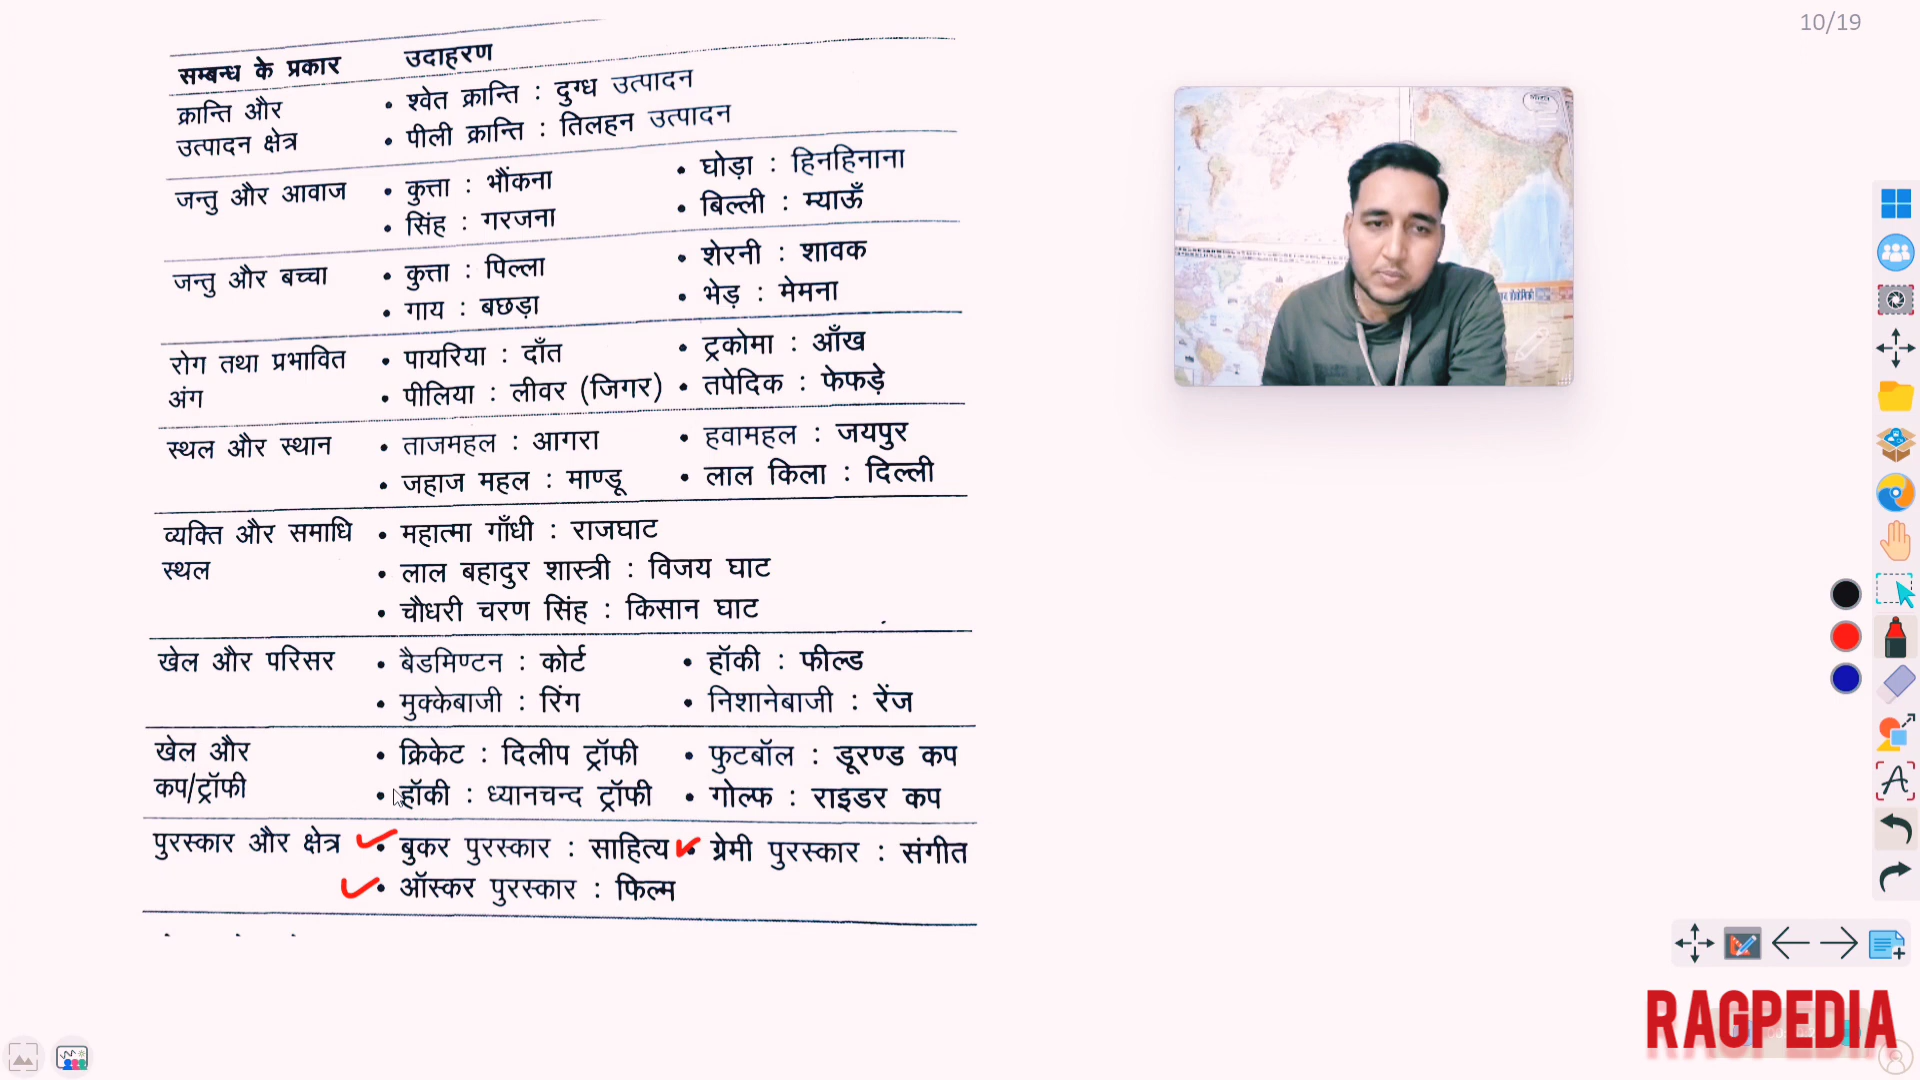 10/19
सम्बन्ध के प्रकार उदाहरण
क्रान्ति और • श्वेत क्रान्ति : दुग्ध उत्पादन
उत्पादन क्षेत्र • पीली क्रान्ति : तिलहन उत्पादन
जन्तु और आवाज • कुत्ता : भौंकना • घोड़ा : हिनहिनाना
• सिंह : गरजना • बिल्ली : म्याऊँ
जन्तु और बच्चा • कुत्ता : पिल्ला • शेरनी : शावक
• गाय : बछड़ा • भेड़ : मेमना
रोग तथा प्रभावित • पायरिया : दाँत • ट्रकोमा : आँख
अंग • पीलिया : लीवर (जिगर) • तपेदिक : फेफड़े
स्थल और स्थान • ताजमहल : आगरा • हवामहल : जयपुर
• जहाज महल : माण्डू • लाल किला : दिल्ली
व्यक्ति और समाधि • महात्मा गाँधी : राजघाट
स्थल • लाल बहादुर शास्त्री : विजय घाट
• चौधरी चरण सिंह : किसान घाट
खेल और परिसर • बैडमिण्टन : कोर्ट • हॉकी : फील्ड
• मुक्केबाजी : रिंग • निशानेबाजी : रेंज
खेल और • क्रिकेट : दिलीप ट्रॉफी • फुटबॉल : डूरण्ड कप
कप/ट्रॉफी • हॉकी : ध्यानचन्द ट्रॉफी • गोल्फ : राइडर कप
पुरस्कार और क्षेत्र • बुकर पुरस्कार : साहित्य • ग्रेमी पुरस्कार : संगीत
• ऑस्कर पुरस्कार : फिल्म
RAGPEDIA